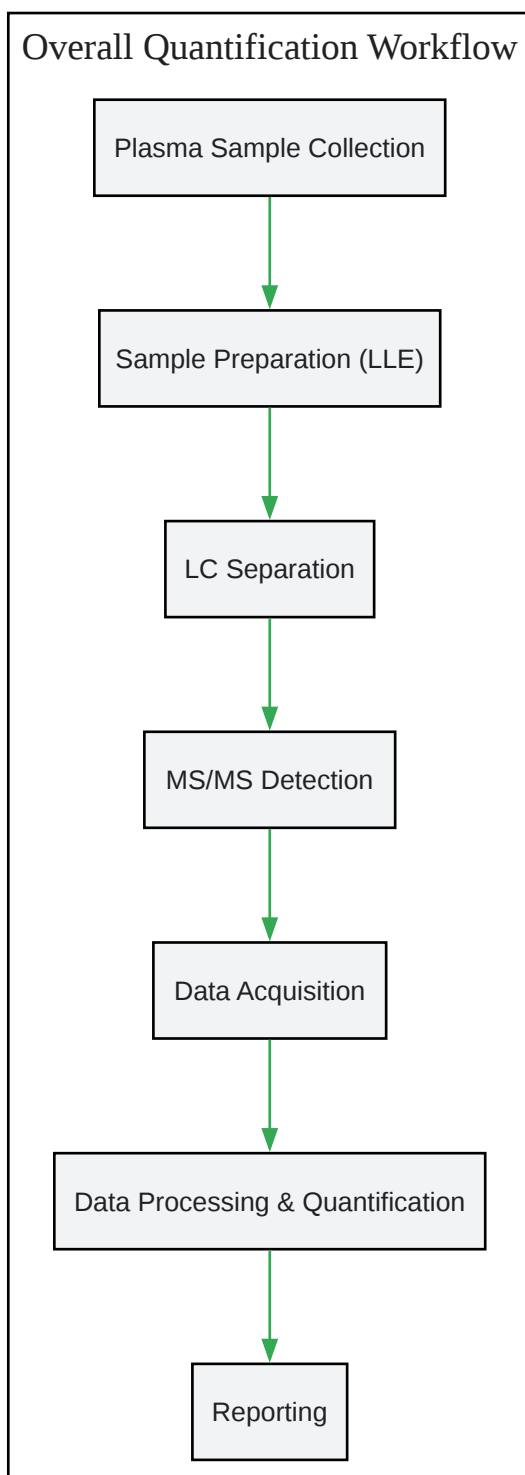 Overall Quantification Workflow
Plasma Sample Collection
Sample Preparation (LLE)
LC Separation
MS/MS Detection
Data Acquisition
Data Processing & Quantification
Reporting